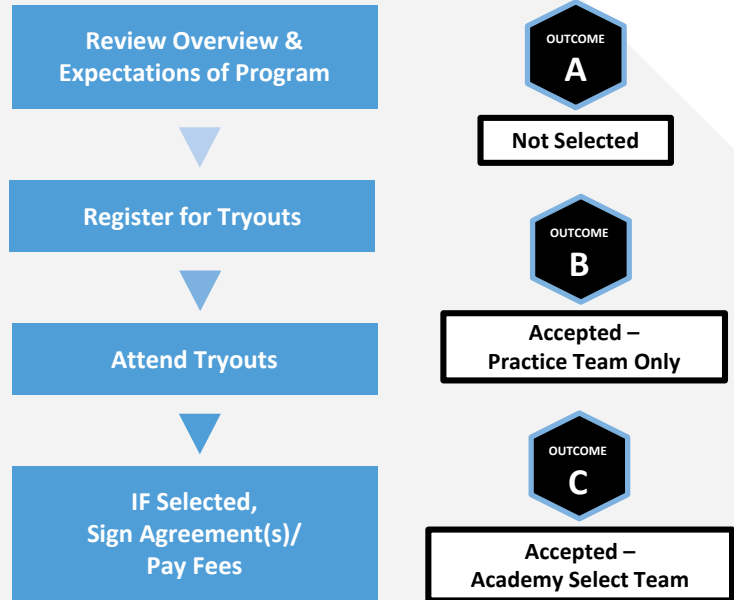 Review Overview &
Expectations of Program
Register for Tryouts
Attend Tryouts
IF Selected,
Sign Agreement(s)/
Pay Fees
OUTCOME
A
Not Selected
OUTCOME
B
Accepted –
Practice Team Only
OUTCOME
C
Accepted –
Academy Select Team